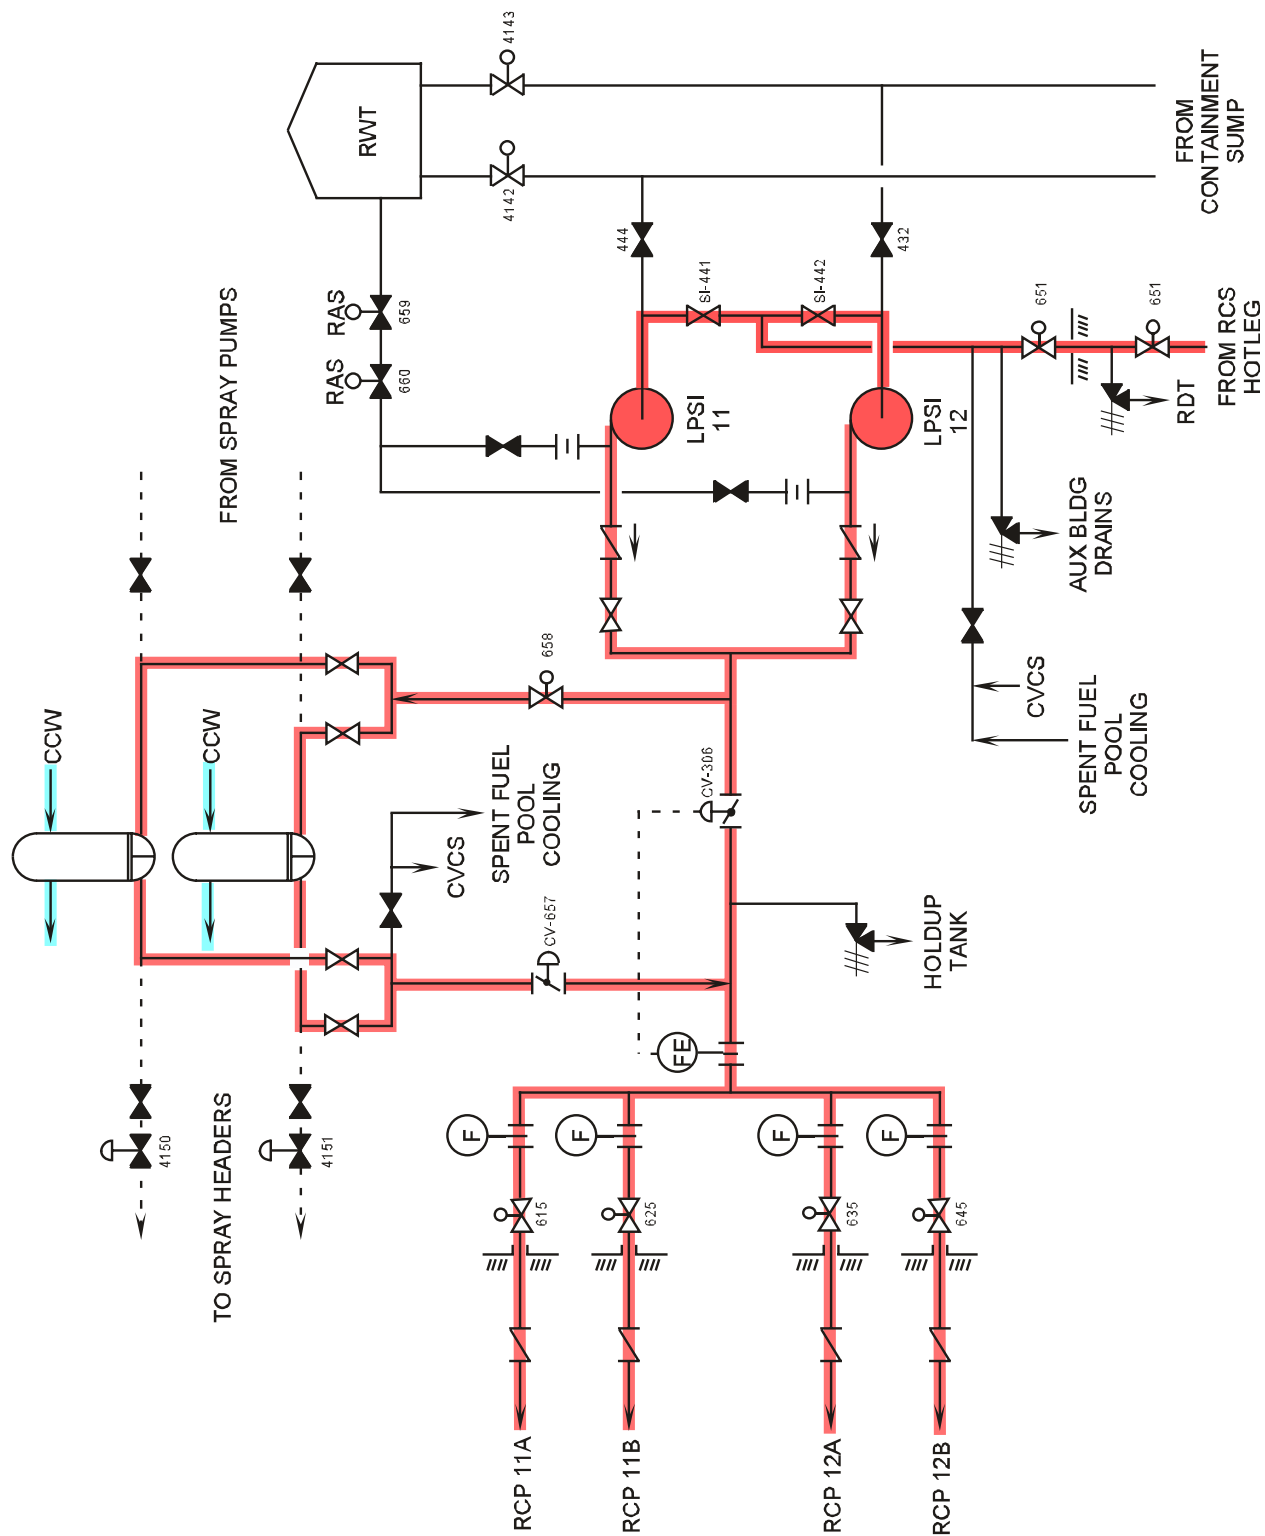 CCW
CCW
FROM SPRAY PUMPS
RAS
RAS
659
660
RWT
4143
4142
FROM
CONTAINMENT
SUMP
444
432
SI-441
SI-442
LPSI
11
LPSI
12
651
651
FROM RCS
HOTLEG
RDT
AUX BLDG
DRAINS
CVCS
SPENT FUEL
POOL
COOLING
658
CVCS
SPENT FUEL
POOL
COOLING
CV-306
CV-657
HOLDUP
TANK
FE
4150
4151
TO SPRAY HEADERS
F
F
F
F
615
625
635
645
RCP 11A
RCP 11B
RCP 12A
RCP 12B